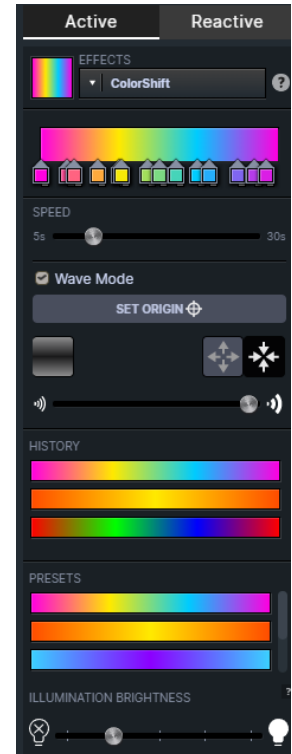 Active Reactive
EFFECTS
ColorShift ?
SPEED
5s 30s
Wave Mode
SET ORIGIN
HISTORY
PRESETS
?
ILLUMINATION BRIGHTNESS